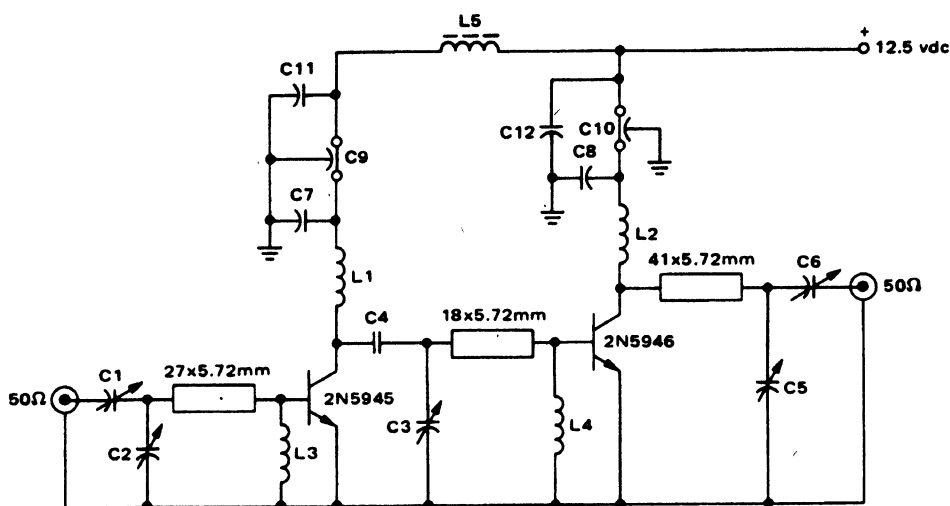 L5
+
12.5 vdc
C11
C12
C10
C9
C8
C7
L2
L1
41x5.72mm
C6
50Ω
18x5.72mm
C4
2N5946
27x5.72mm
C1
50Ω
2N5945
C5
C3
L4
C2
L3